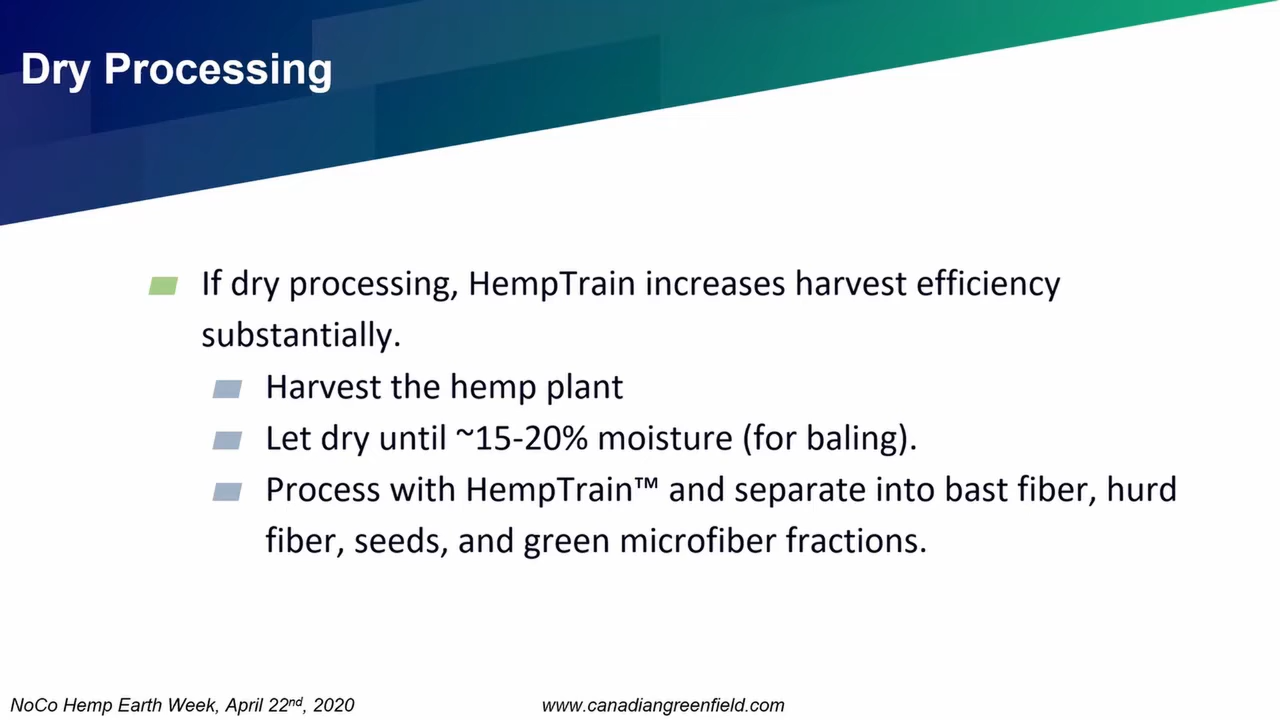 Dry Processing
If dry processing, HempTrain increases harvest efficiency
substantially.
Harvest the hemp plant
Let dry until ~15-20% moisture (for baling).
Process with HempTrain™ and separate into bast fiber, hurd
fiber, seeds, and green microfiber fractions.
NoCo Hemp Earth Week, April 22nd, 2020
www.canadiangreenfield.com